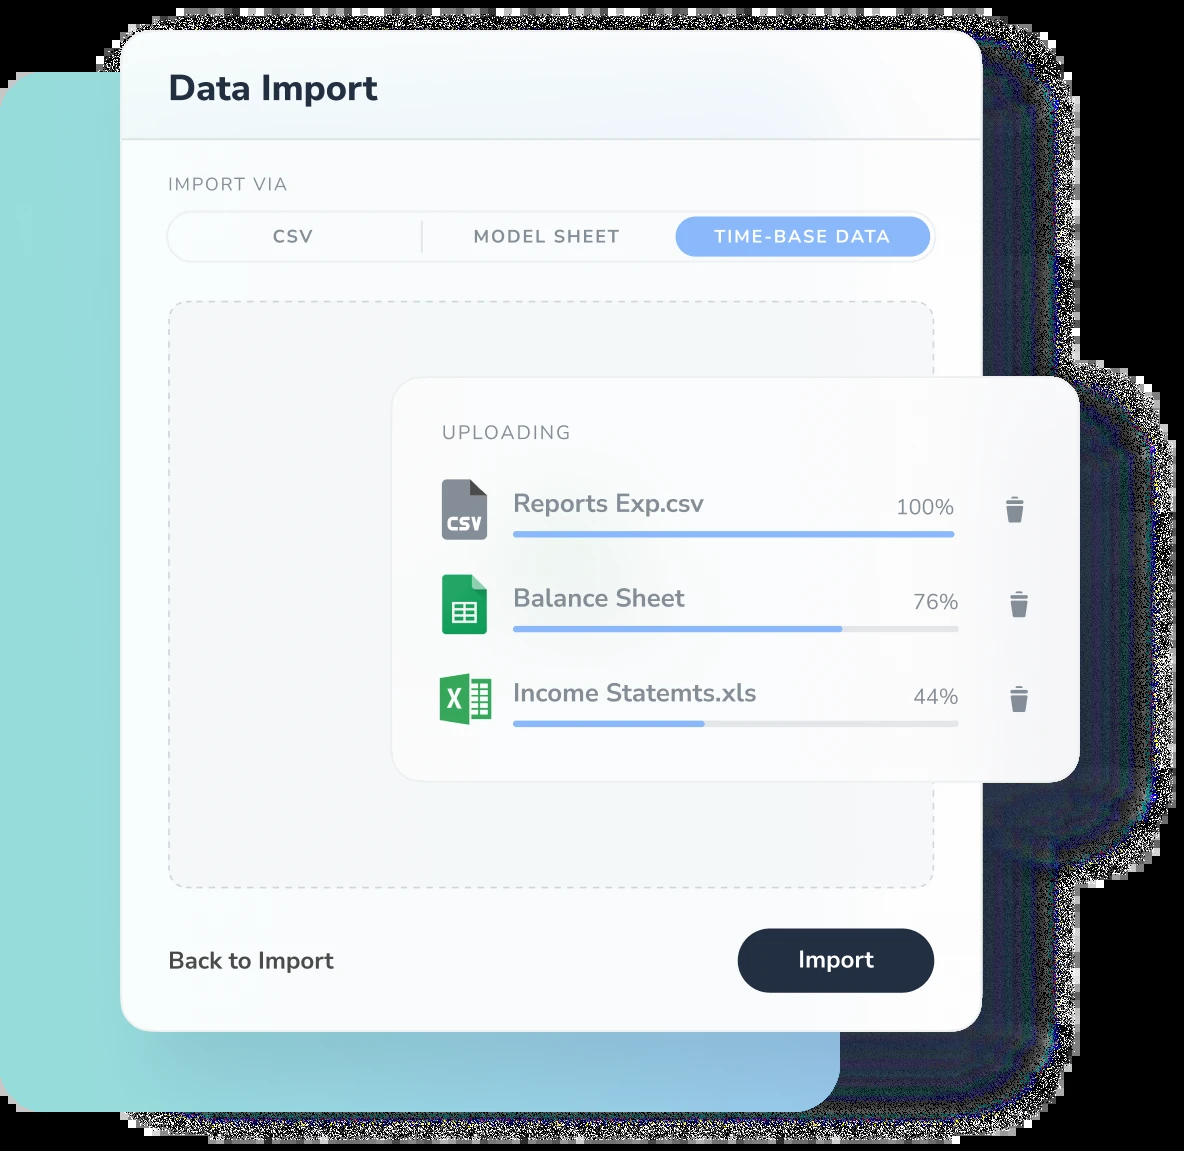 Data Import
IMPORT VIA
CSV MODEL SHEET TIME-BASE DATA
UPLOADING
CSV Reports Exp.csv 100%
Balance Sheet 76%
X Income Statemts.xls 44%
Back to Import Import